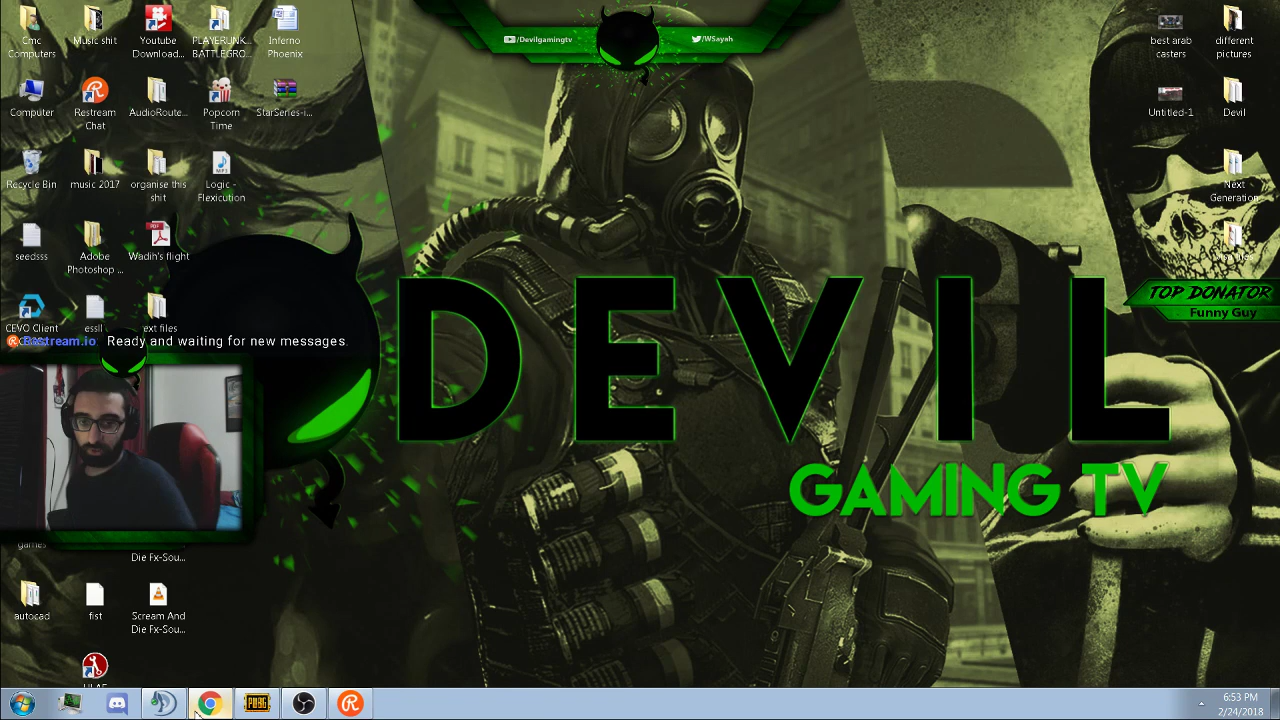 /Devilgamingtv
/WSayah
Cmc
Computers
Music shit
Youtube
Download...
PLAYERUNK...
BATTLEGRO...
Inferno
Phoenix
best arab
casters
different
pictures
Computer
Restream
Chat
AudioRoute...
Popcorn
Time
StarSeries-i...
Untitled-1
Devil
Recycle Bin
music 2017
organise this
shit
MP3
Logic -
Flexicution
Next
Generation
seedsss
Adobe
Photoshop ...
PDF
Wadih's flight
CEVO Client
essll
ext files
TOP DONATOR
Funny Guy
Restream.io
Ready and waiting for new messages.
DEVIL
GAMING TV
games
Die Fx-Sou...
autocad
fist
Scream And
Die Fx-Sou...
PUBG
6:53 PM
2/24/2018